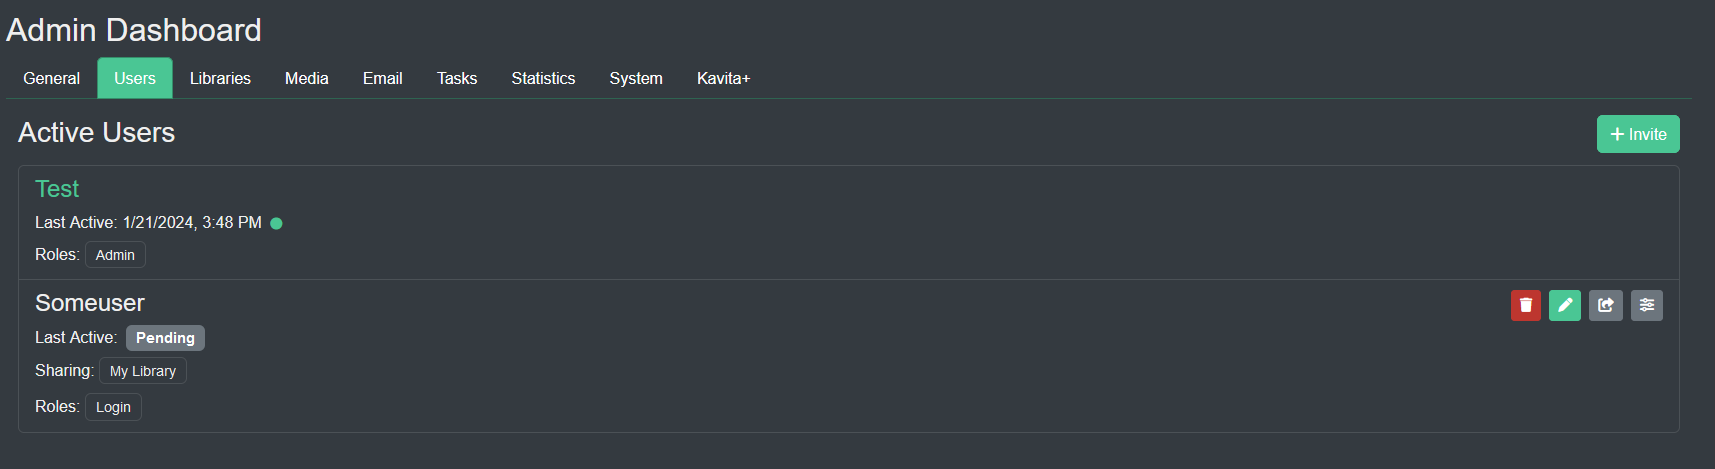 Admin Dashboard
General Users Libraries Media Email Tasks Statistics System Kavita+
Active Users
+ Invite
Test
Last Active: 1/21/2024, 3:48 PM
Roles: Admin
Someuser
Last Active: Pending
Sharing: My Library
Roles: Login